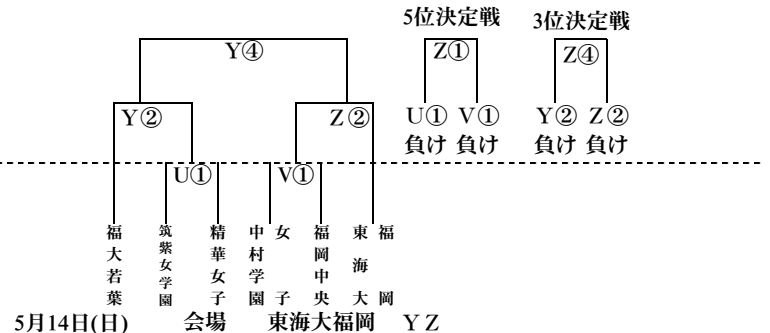 5位決定戦
3位決定戦
Y④
Z①
Z④
Y②
Z②
U①
V①
Y②
Z②
負け
負け
負け
負け
U①
V①
福大若葉
筑紫女学園
精華女子
中村学園女子
福岡中央
東海大福岡
5月14日(日) 会場 東海大福岡 Y Z